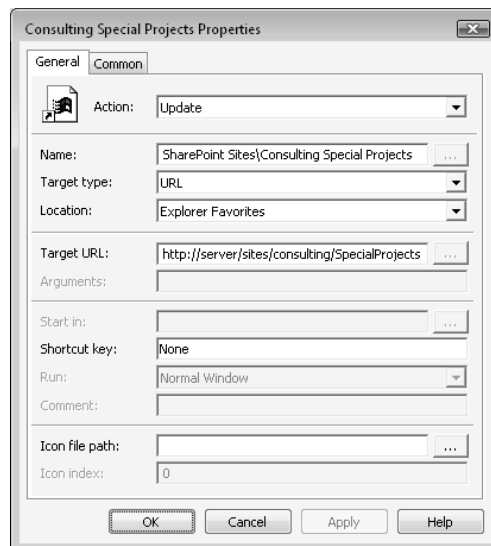 Consulting Special Projects Properties
General Common
Action: Update
Name: SharePoint Sites\Consulting Special Projects ...
Target type: URL
Location: Explorer Favorites
Target URL: http://server/sites/consulting/SpecialProjects ...
Arguments:
Start in: ...
Shortcut key: None
Run: Normal Window
Comment:
Icon file path: ...
Icon index: 0
OK Cancel Apply Help